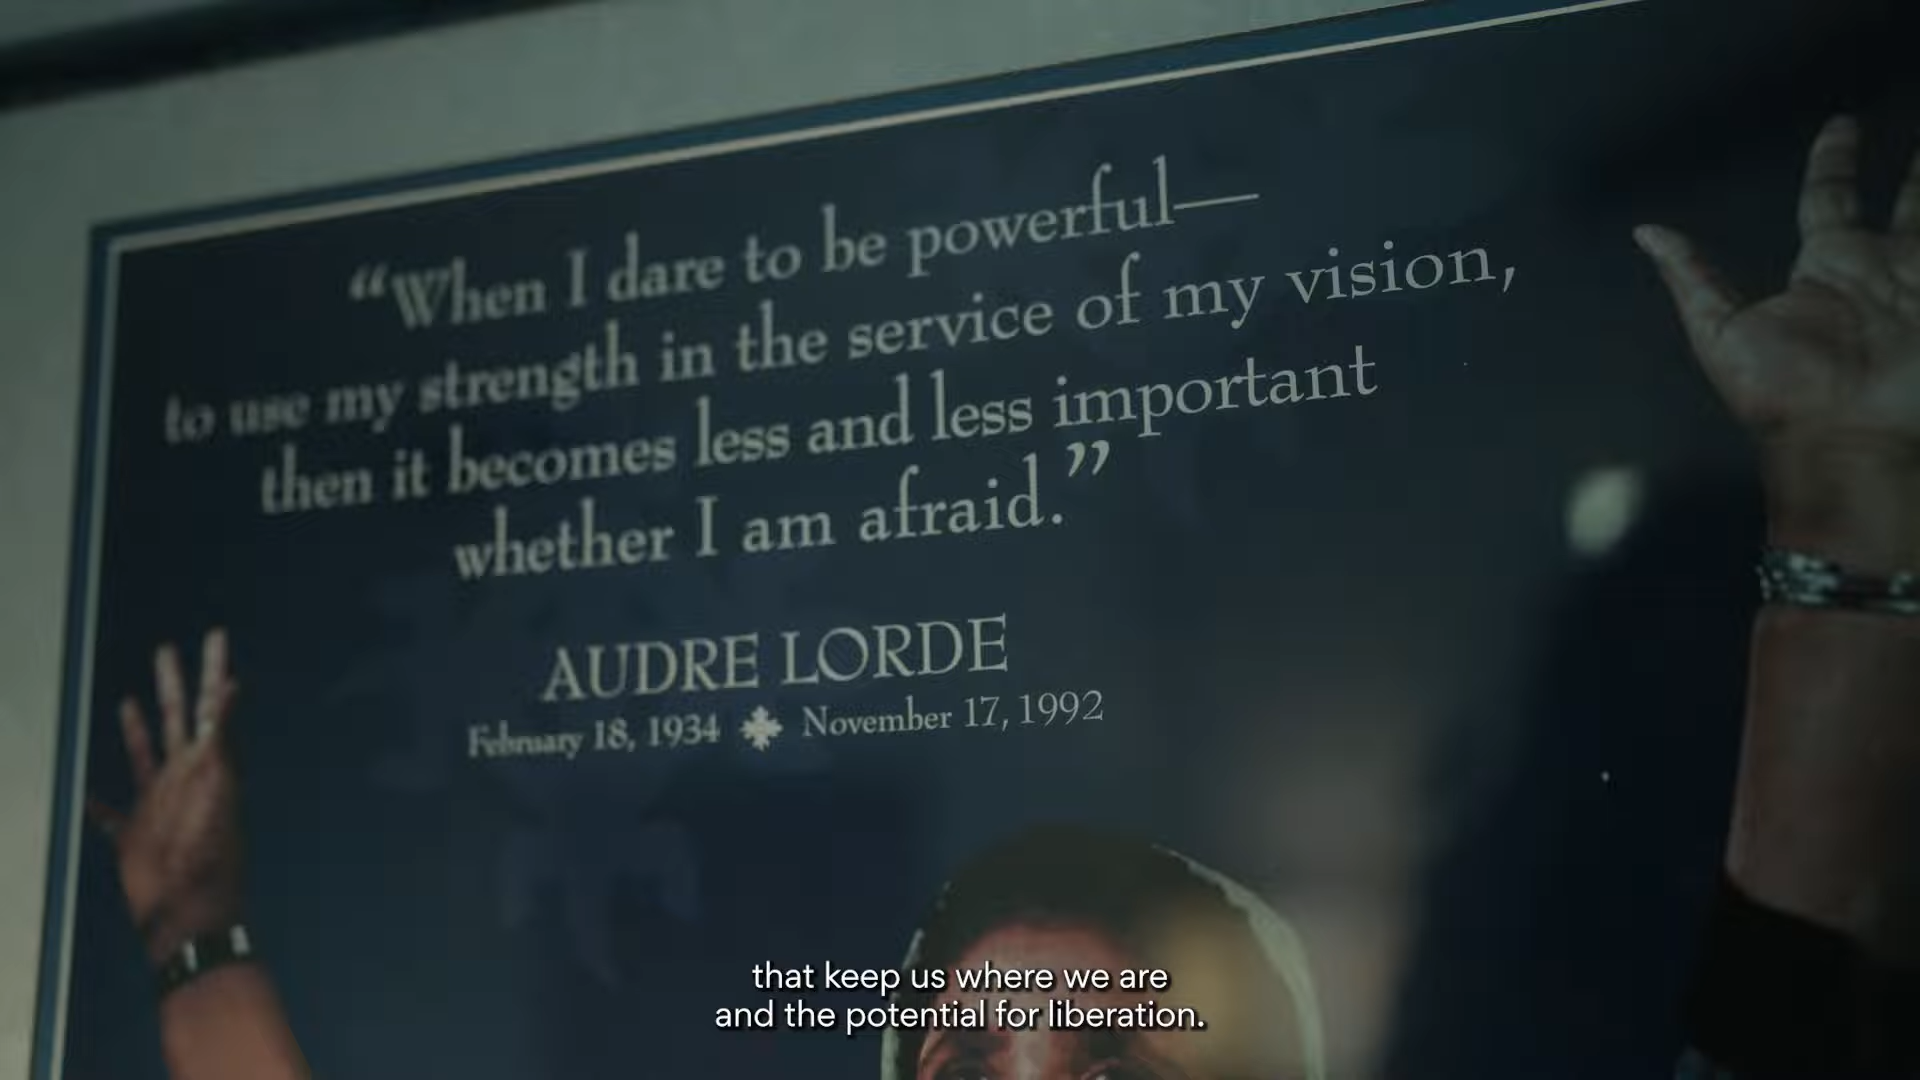 “When I dare to be powerful—
to use my strength in the service of my vision,
then it becomes less and less important
whether I am afraid.”
AUDRE LORDE
February 18, 1934 ✤ November 17, 1992
that keep us where we are
and the potential for liberation.